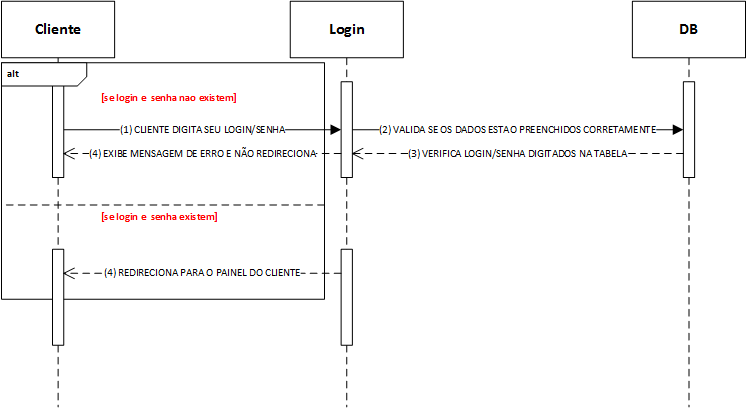 Cliente
Login
DB
alt
[se login e senha nao existem]
(1) CLIENTE DIGITA SEU LOGIN/SENHA
(2) VALIDA SE OS DADOS ESTAO PREENCHIDOS CORRETAMENTE
(4) EXIBE MENSAGEM DE ERRO E NÃO REDIRECIONA
(3) VERIFICA LOGIN/SENHA DIGITADOS NA TABELA
[se login e senha existem]
(4) REDIRECIONA PARA O PAINEL DO CLIENTE